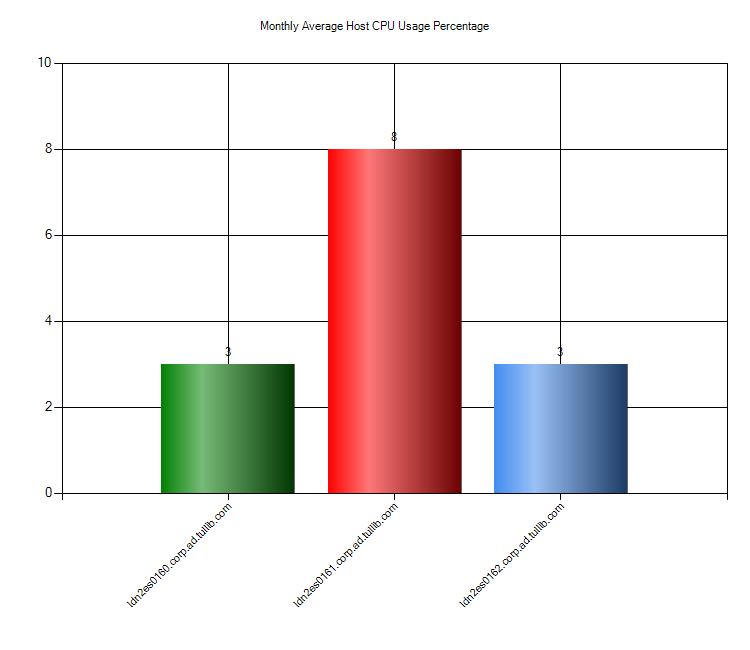 Monthly Average Host CPU Usage Percentage
10
8
6
4
2
0
3
8
3
ldn2es0160.corp.ad.tullib.com
ldn2es0161.corp.ad.tullib.com
ldn2es0162.corp.ad.tullib.com